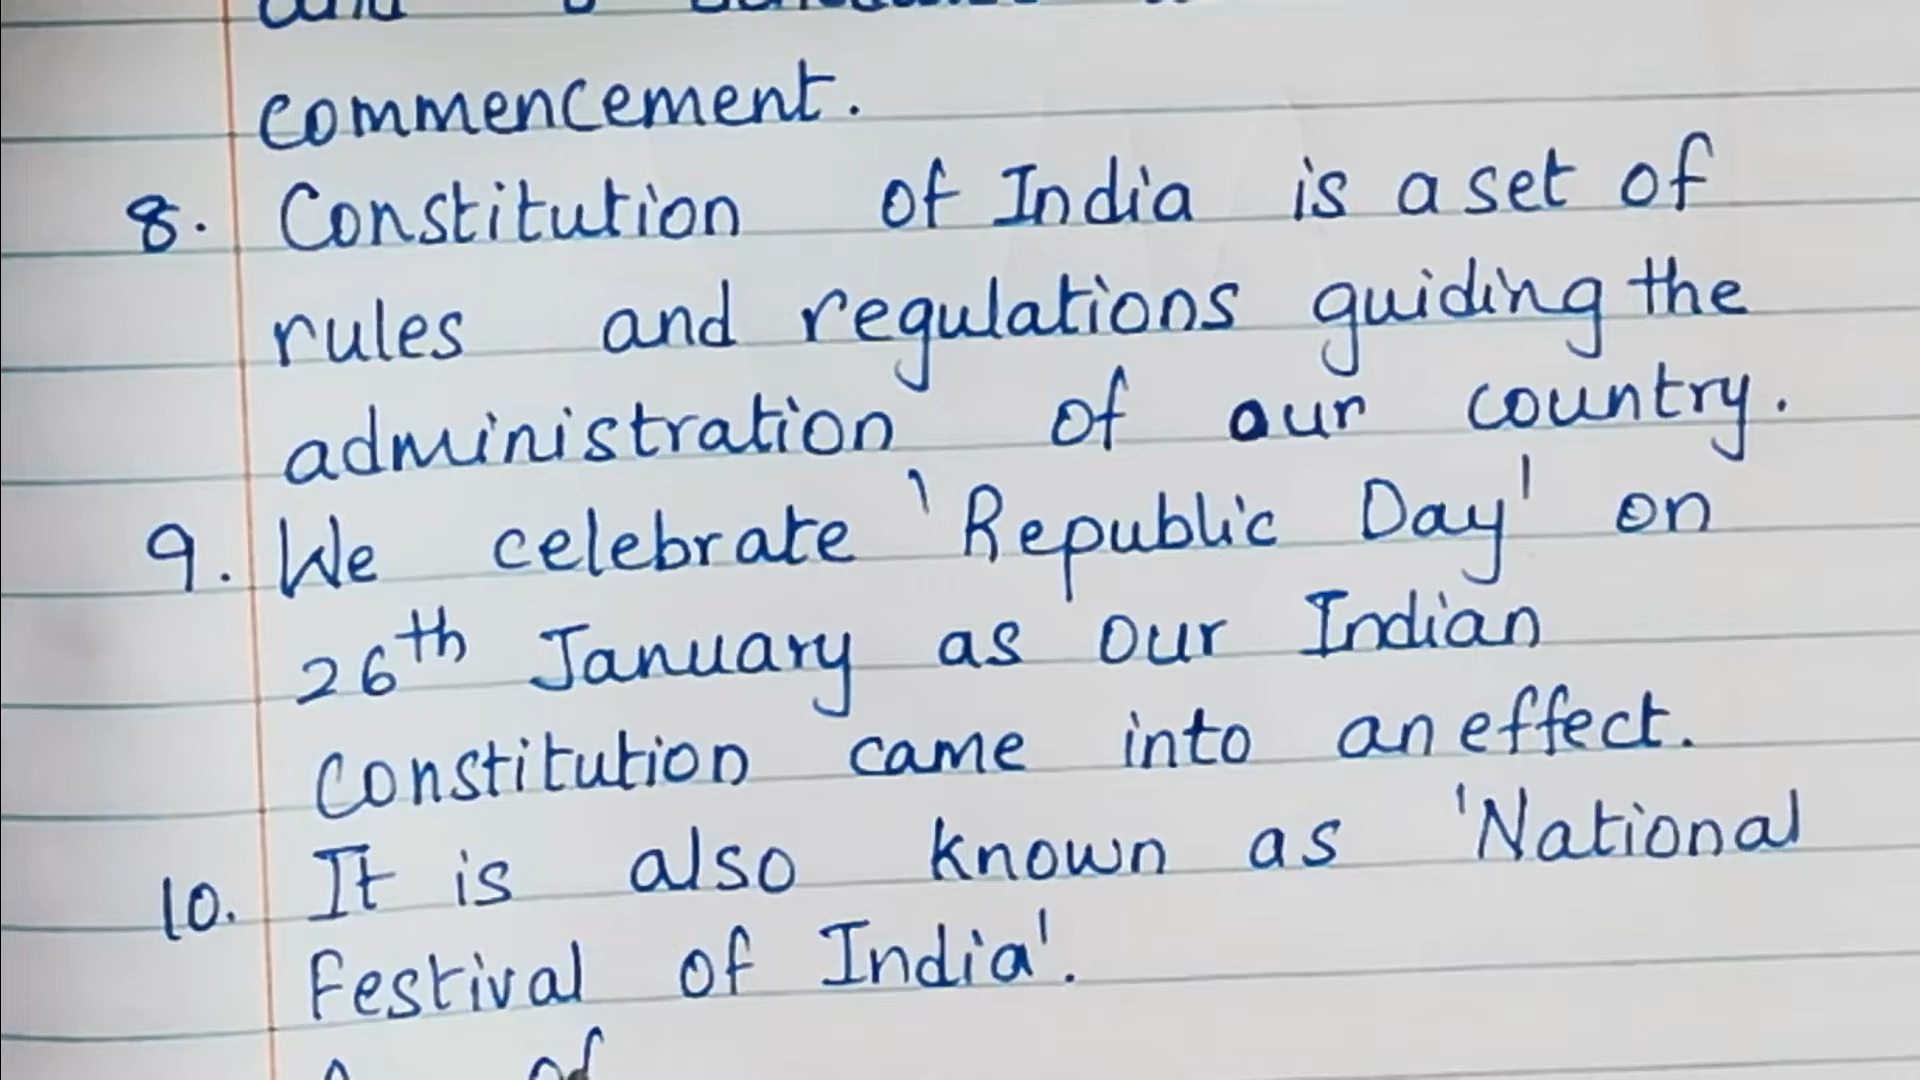 commencement.
8. Constitution of India is a set of
rules and regulations guiding the
administration of our country.
9. We celebrate 'Republic Day' on
26th January as our Indian
constitution came into an effect.
10. It is also known as 'National
Festival of India'.